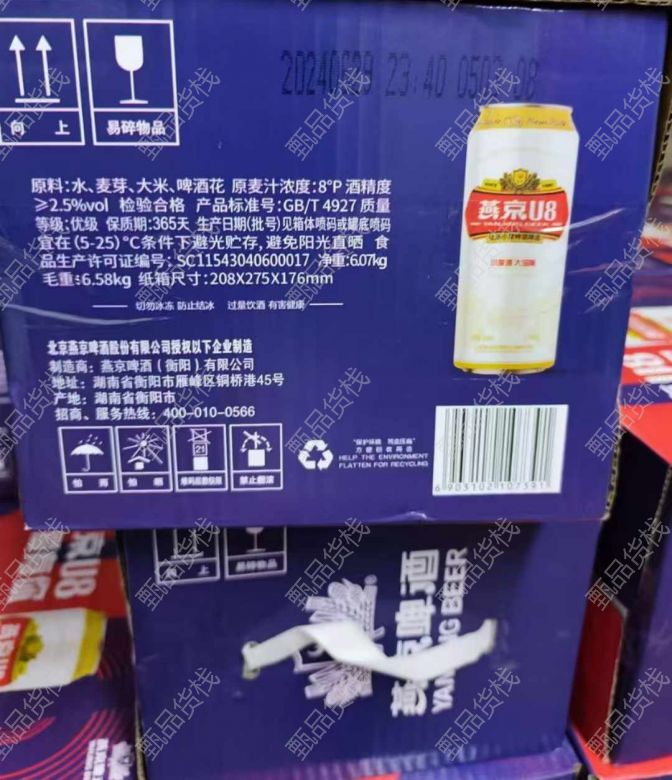 向 上
易碎物品
原料:水、麦芽、大米、啤酒花 原麦汁浓度:8°P 酒精度
≥2.5%vol 检验合格 产品标准号:GB/T 4927 质量
等级:优级 保质期:365天 生产日期(批号)见箱体喷码或罐底喷码
宜在(5-25)°C条件下避光贮存,避免阳光直晒 食
品生产许可证编号:SC11543040600017 净重:6.07kg
毛重:≤6.58kg 纸箱尺寸:208X275X176mm
切勿冰冻 防止结冰 过量饮酒 有害健康
北京燕京啤酒股份有限公司授权以下企业制造
制造商:燕京啤酒(衡阳)有限公司
地址:湖南省衡阳市雁峰区铜桥港45号
产地:湖南省衡阳市
招商、服务热线:400-010-0566
怕 雨
怕 晒
21
堆码层数极限
禁止翻滚
HELP THE ENVIRONMENT
FLATTEN FOR RECYCLING
燕京U8
6903102107391
向 上
易碎物品
燕京啤酒
BEER
甄品货栈